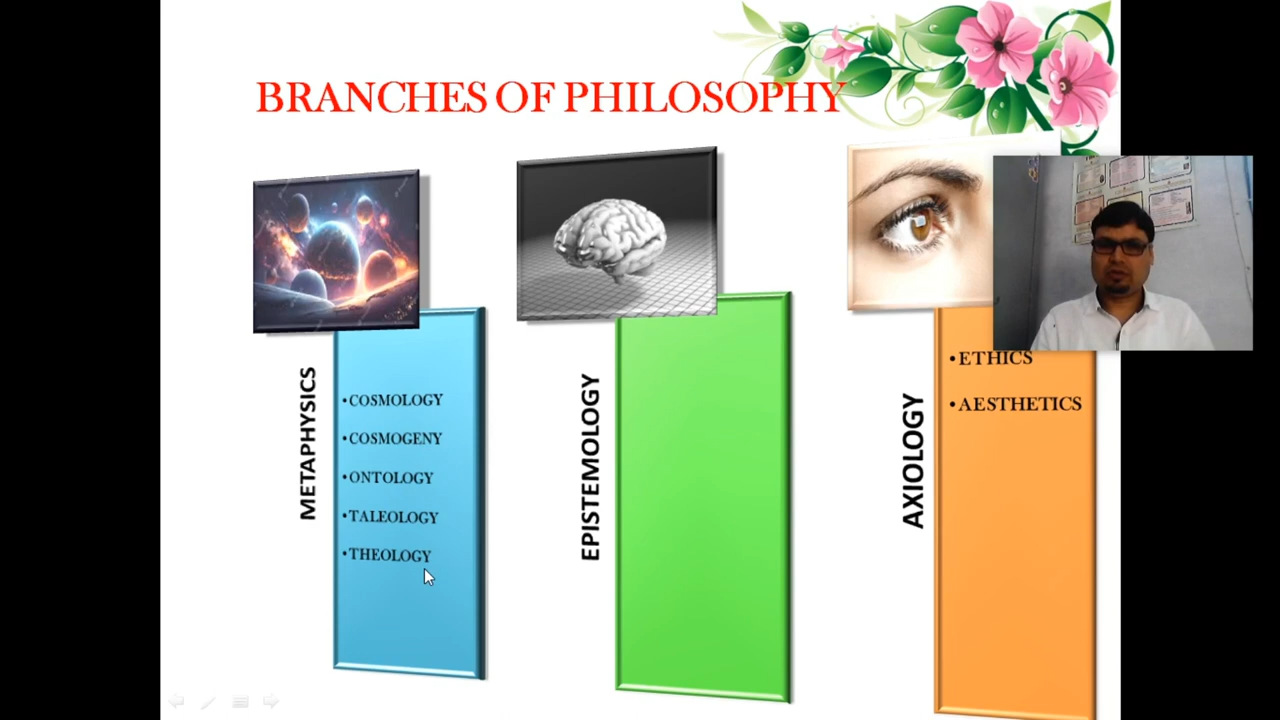 BRANCHES OF PHILOSOPHY
METAPHYSICS
•COSMOLOGY
•COSMOGENY
•ONTOLOGY
•TALEOLOGY
•THEOLOGY
EPISTEMOLOGY
AXIOLOGY
•ETHICS
•AESTHETICS